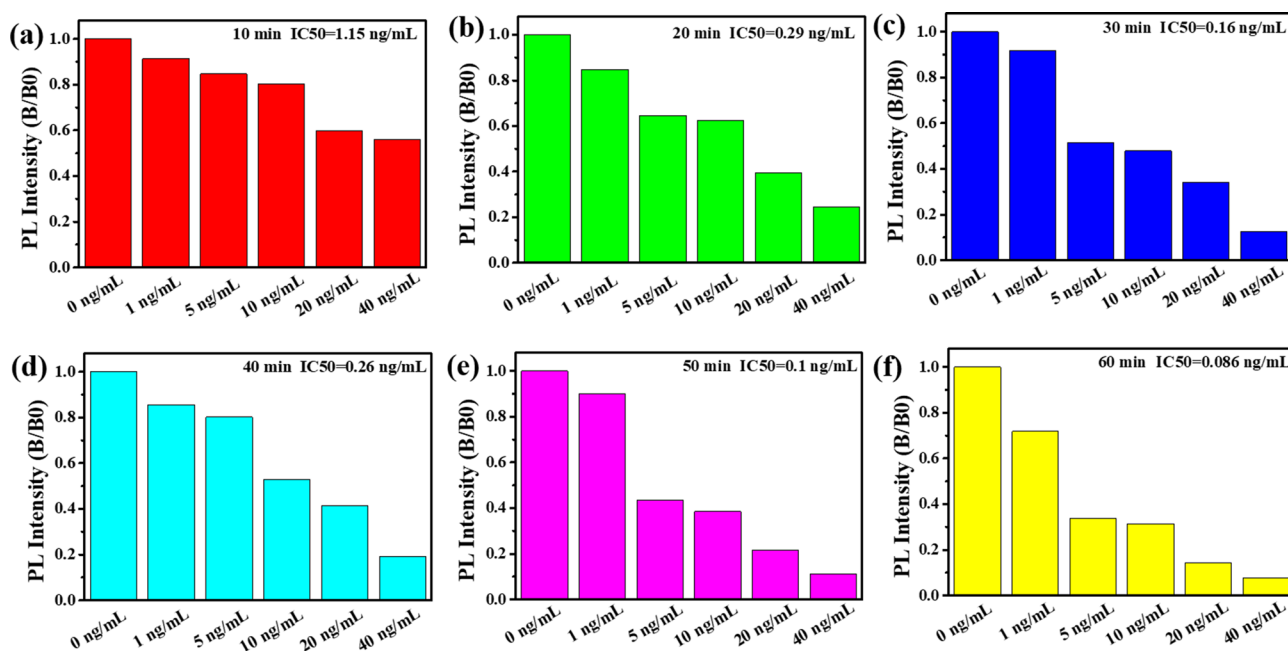 (a)
10 min IC50=1.15 ng/mL
PL Intensity (B/B0)
1.0
0.8
0.6
0.4
0.2
0.0
0 ng/mL
1 ng/mL
5 ng/mL
10 ng/mL
20 ng/mL
40 ng/mL
(b)
20 min IC50=0.29 ng/mL
PL Intensity (B/B0)
1.0
0.8
0.6
0.4
0.2
0.0
0 ng/mL
1 ng/mL
5 ng/mL
10 ng/mL
20 ng/mL
40 ng/mL
(c)
30 min IC50=0.16 ng/mL
PL Intensity (B/B0)
1.0
0.8
0.6
0.4
0.2
0.0
0 ng/mL
1 ng/mL
5 ng/mL
10 ng/mL
20 ng/mL
40 ng/mL
(d)
40 min IC50=0.26 ng/mL
PL Intensity (B/B0)
1.0
0.8
0.6
0.4
0.2
0.0
0 ng/mL
1 ng/mL
5 ng/mL
10 ng/mL
20 ng/mL
40 ng/mL
(e)
50 min IC50=0.1 ng/mL
PL Intensity (B/B0)
1.0
0.8
0.6
0.4
0.2
0.0
0 ng/mL
1 ng/mL
5 ng/mL
10 ng/mL
20 ng/mL
40 ng/mL
(f)
60 min IC50=0.086 ng/mL
PL Intensity (B/B0)
1.0
0.8
0.6
0.4
0.2
0.0
0 ng/mL
1 ng/mL
5 ng/mL
10 ng/mL
20 ng/mL
40 ng/mL